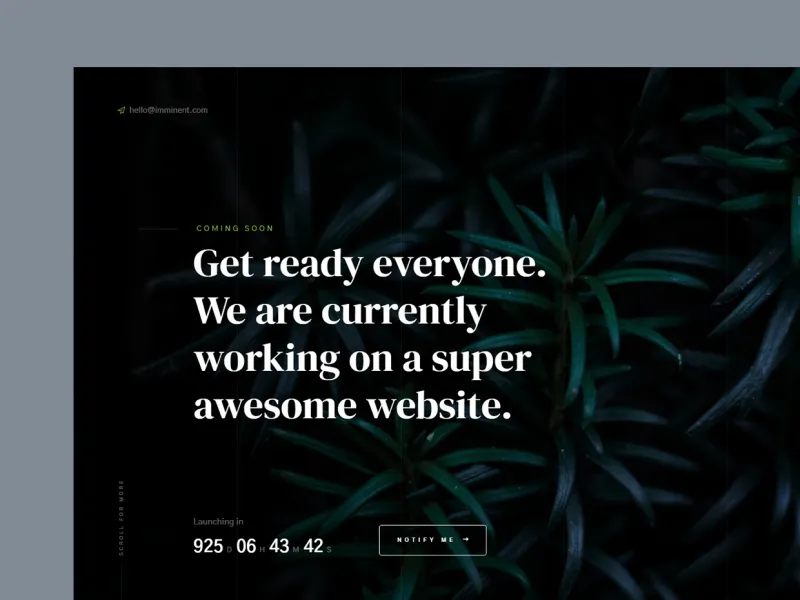 hello@imminent.com
COMING SOON
Get ready everyone.
We are currently
working on a super
awesome website.
SCROLL FOR MORE
Launching in
925 D 06 H 43 M 42 S
NOTIFY ME →